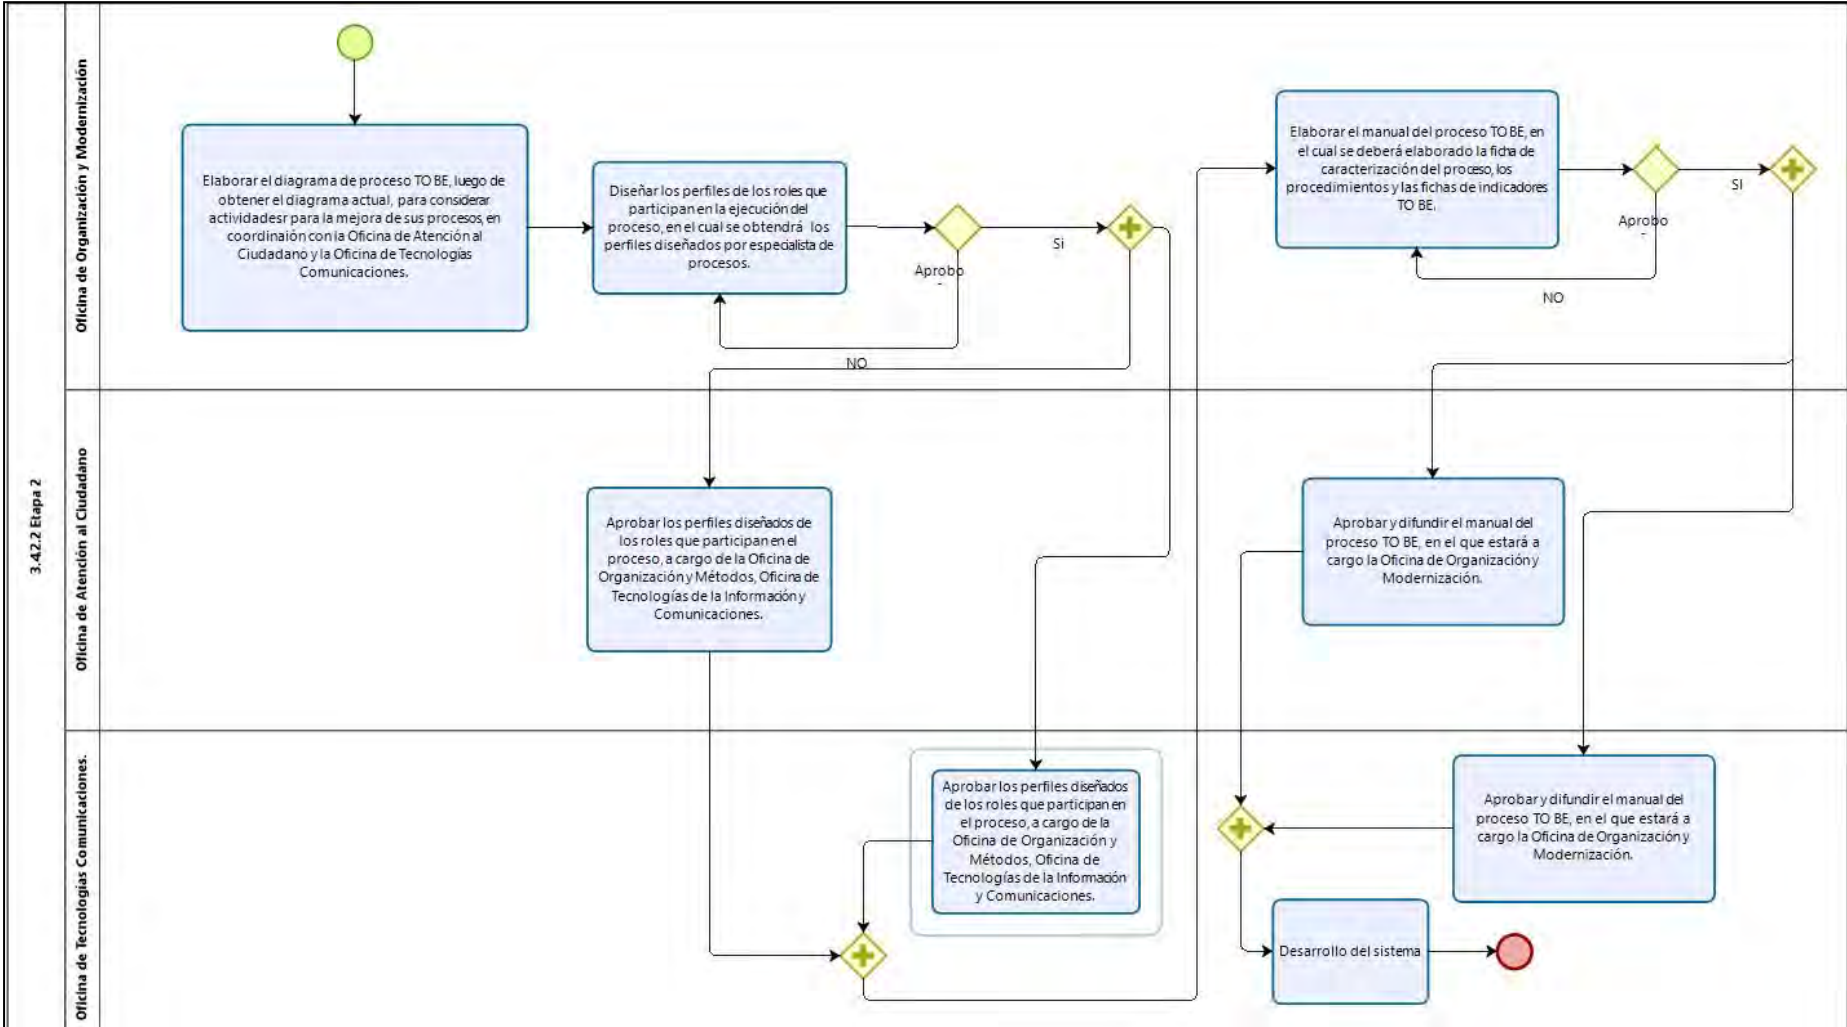 3.42.2 Etapa 2
Oficina de Organización y Modernización
Elaborar el diagrama de proceso TO BE, luego de
obtener el diagrama actual, para considerar
actividadesr para la mejora de sus procesos, en
coordinaión con la Oficina de Atención al
Ciudadano y la Oficina de Tecnologías
Comunicaciones.
Diseñar los perfiles de los roles que
participan en la ejecución del
proceso, en el cual se obtendrá los
perfiles diseñados por especialista de
procesos.
Aprobo
Si
NO
Elaborar el manual del proceso TO BE, en
el cual se deberá elaborado la ficha de
caracterización del proceso, los
procedimientos y las fichas de indicadores
TO BE.
Aprobo
SI
NO
Oficina de Atención al Ciudadano
Aprobar los perfiles diseñados de
los roles que participan en el
proceso, a cargo de la Oficina de
Organización y Métodos, Oficina de
Tecnologías de la Información y
Comunicaciones.
Aprobar y difundir el manual del
proceso TO BE, en el que estará a
cargo la Oficina de Organización y
Modernización.
Oficina de Tecnologías Comunicaciones.
Aprobar los perfiles diseñados
de los roles que participan en
el proceso, a cargo de la
Oficina de Organización y
Métodos, Oficina de
Tecnologías de la Información
y Comunicaciones.
Aprobar y difundir el manual del
proceso TO BE, en el que estará a
cargo la Oficina de Organización y
Modernización.
Desarrollo del sistema